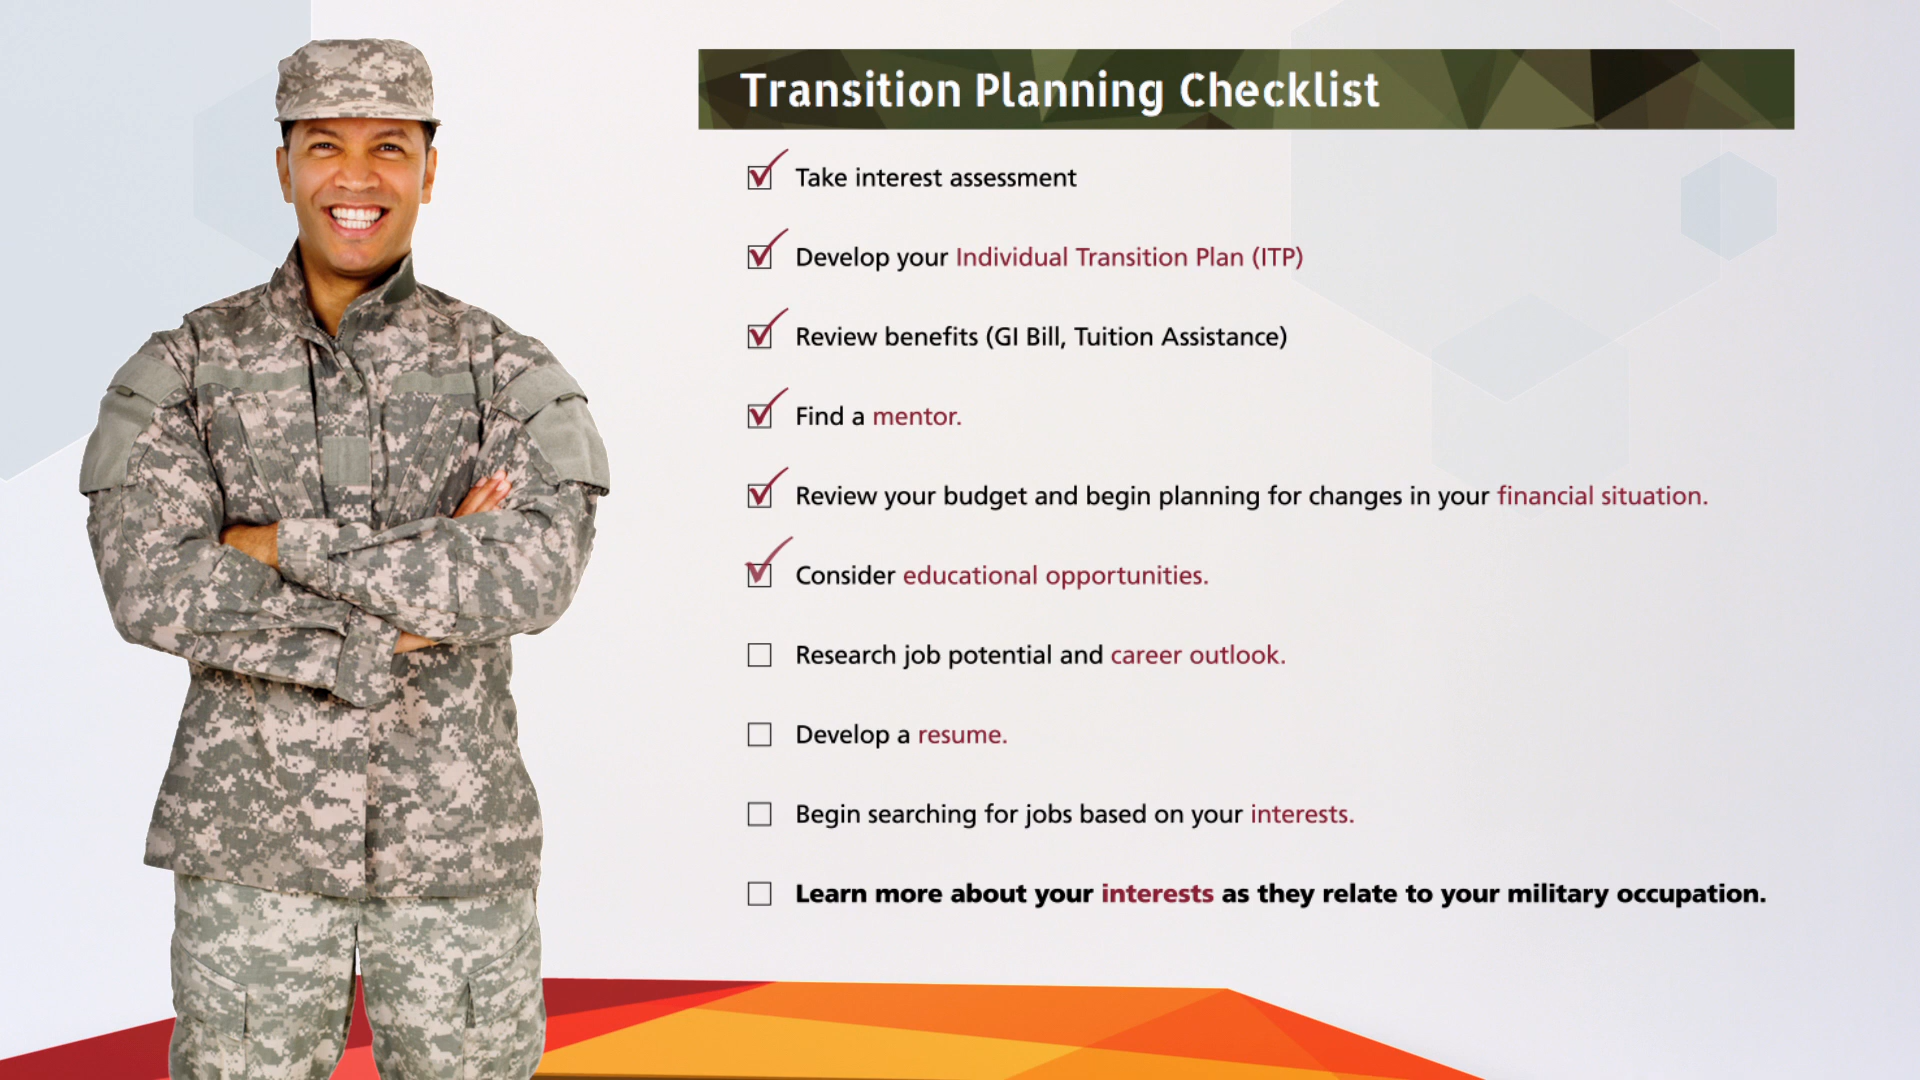 Transition Planning Checklist
Take interest assessment
Develop your Individual Transition Plan (ITP)
Review benefits (GI Bill, Tuition Assistance)
Find a mentor.
Review your budget and begin planning for changes in your financial situation.
Consider educational opportunities.
Research job potential and career outlook.
Develop a resume.
Begin searching for jobs based on your interests.
Learn more about your interests as they relate to your military occupation.